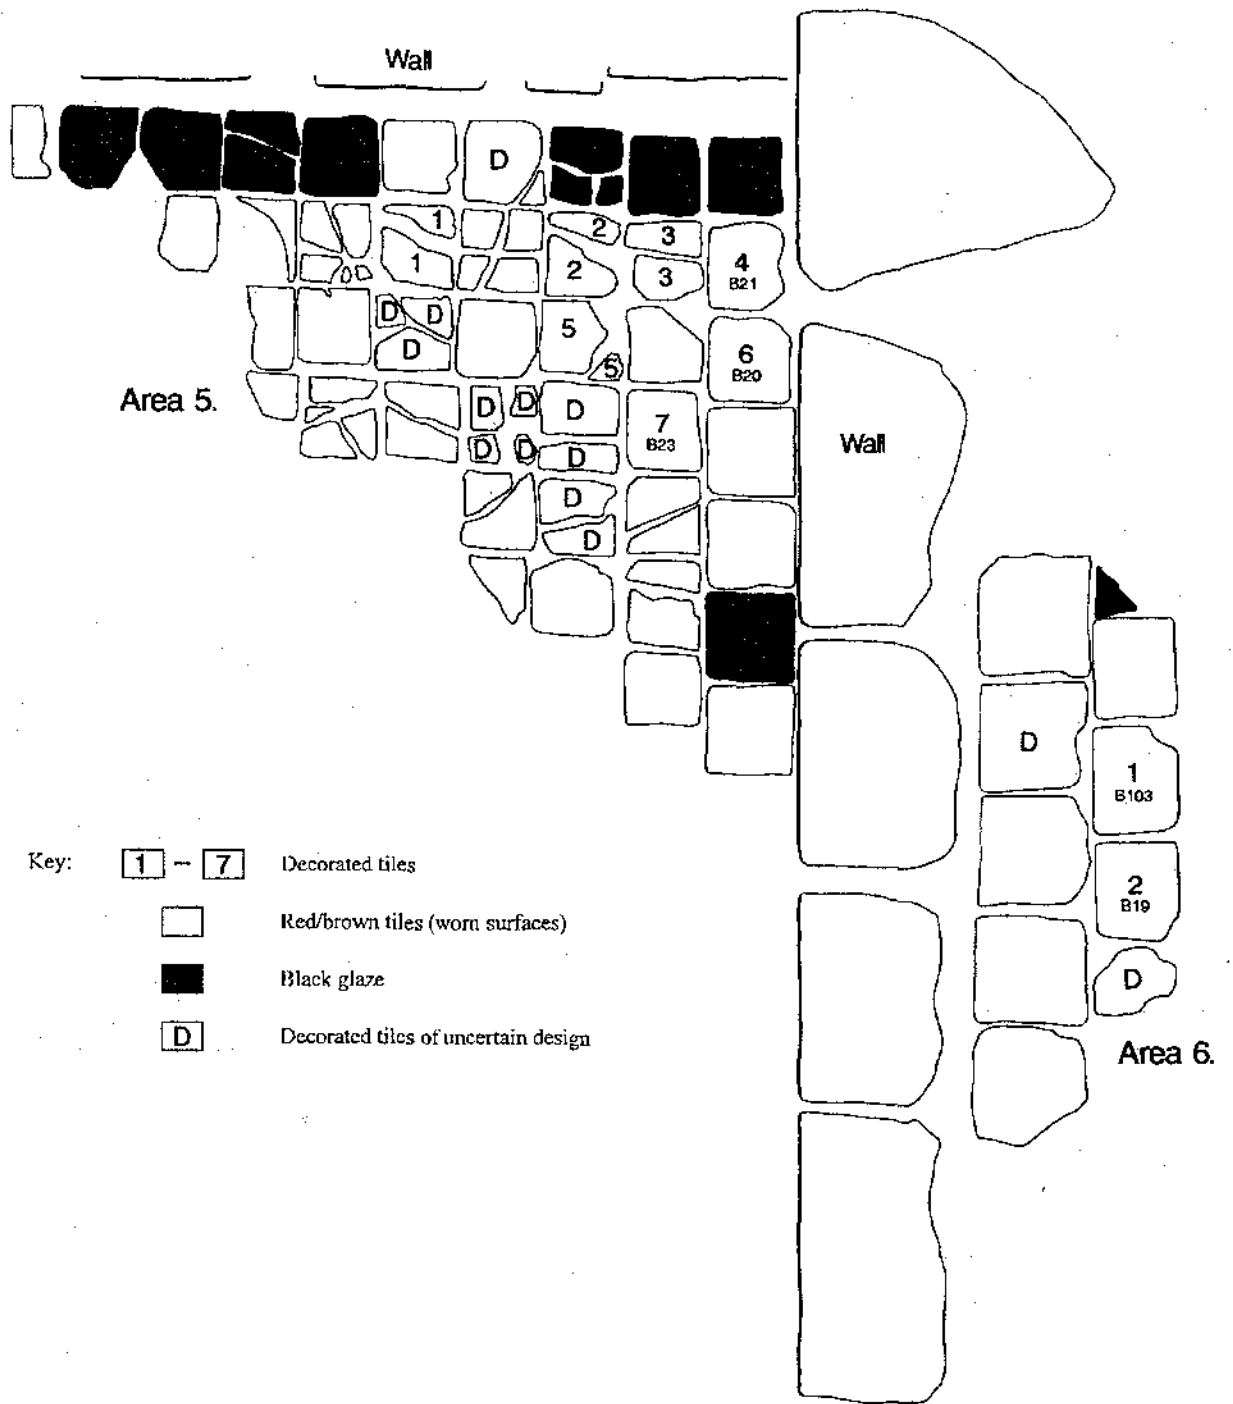 Wall
D
1
2
3
1
2
3
4
B21
D
D
5
D
5
6
B20
Area 5.
D
D
D
7
B23
D
D
D
Wall
D
D
D
1
B103
Key:
1 – 7
Decorated tiles
2
B19
Red/brown tiles (worn surfaces)
Black glaze
D
D
Decorated tiles of uncertain design
Area 6.